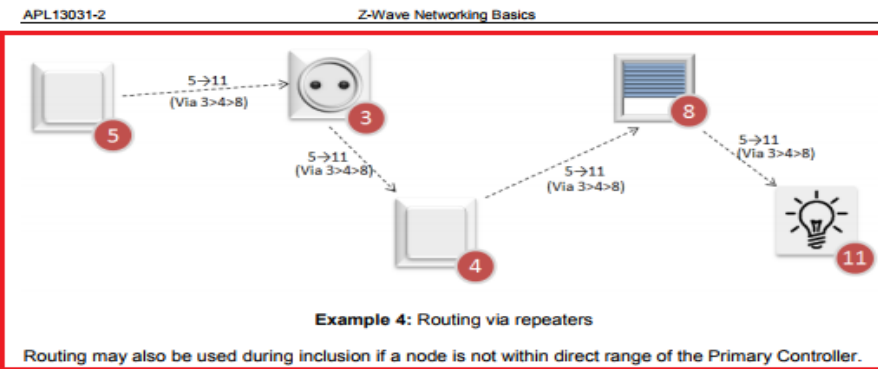 APL13031-2 Z-Wave Networking Basics
5→11
(Via 3>4>8)
5
3
8
5→11
(Via 3>4>8)
5→11
(Via 3>4>8)
5→11
(Via 3>4>8)
4
11
Example 4: Routing via repeaters
Routing may also be used during inclusion if a node is not within direct range of the Primary Controller.